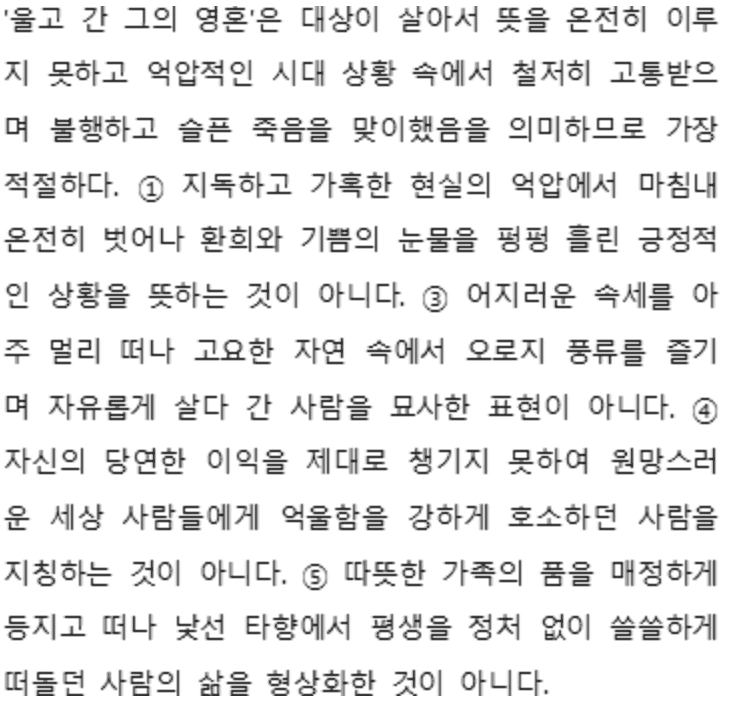 '울고 간 그의 영혼'은 대상이 살아서 뜻을 온전히 이루
지 못하고 억압적인 시대 상황 속에서 철저히 고통받으
며 불행하고 슬픈 죽음을 맞이했음을 의미하므로 가장
적절하다. ① 지독하고 가혹한 현실의 억압에서 마침내
온전히 벗어나 환희와 기쁨의 눈물을 펑펑 흘린 긍정적
인 상황을 뜻하는 것이 아니다. ③ 어지러운 속세를 아
주 멀리 떠나 고요한 자연 속에서 오로지 풍류를 즐기
며 자유롭게 살다 간 사람을 묘사한 표현이 아니다. ④
자신의 당연한 이익을 제대로 챙기지 못하여 원망스러
운 세상 사람들에게 억울함을 강하게 호소하던 사람을
지칭하는 것이 아니다. ⑤ 따뜻한 가족의 품을 매정하게
등지고 떠나 낯선 타향에서 평생을 정처 없이 쓸쓸하게
떠돌던 사람의 삶을 형상화한 것이 아니다.